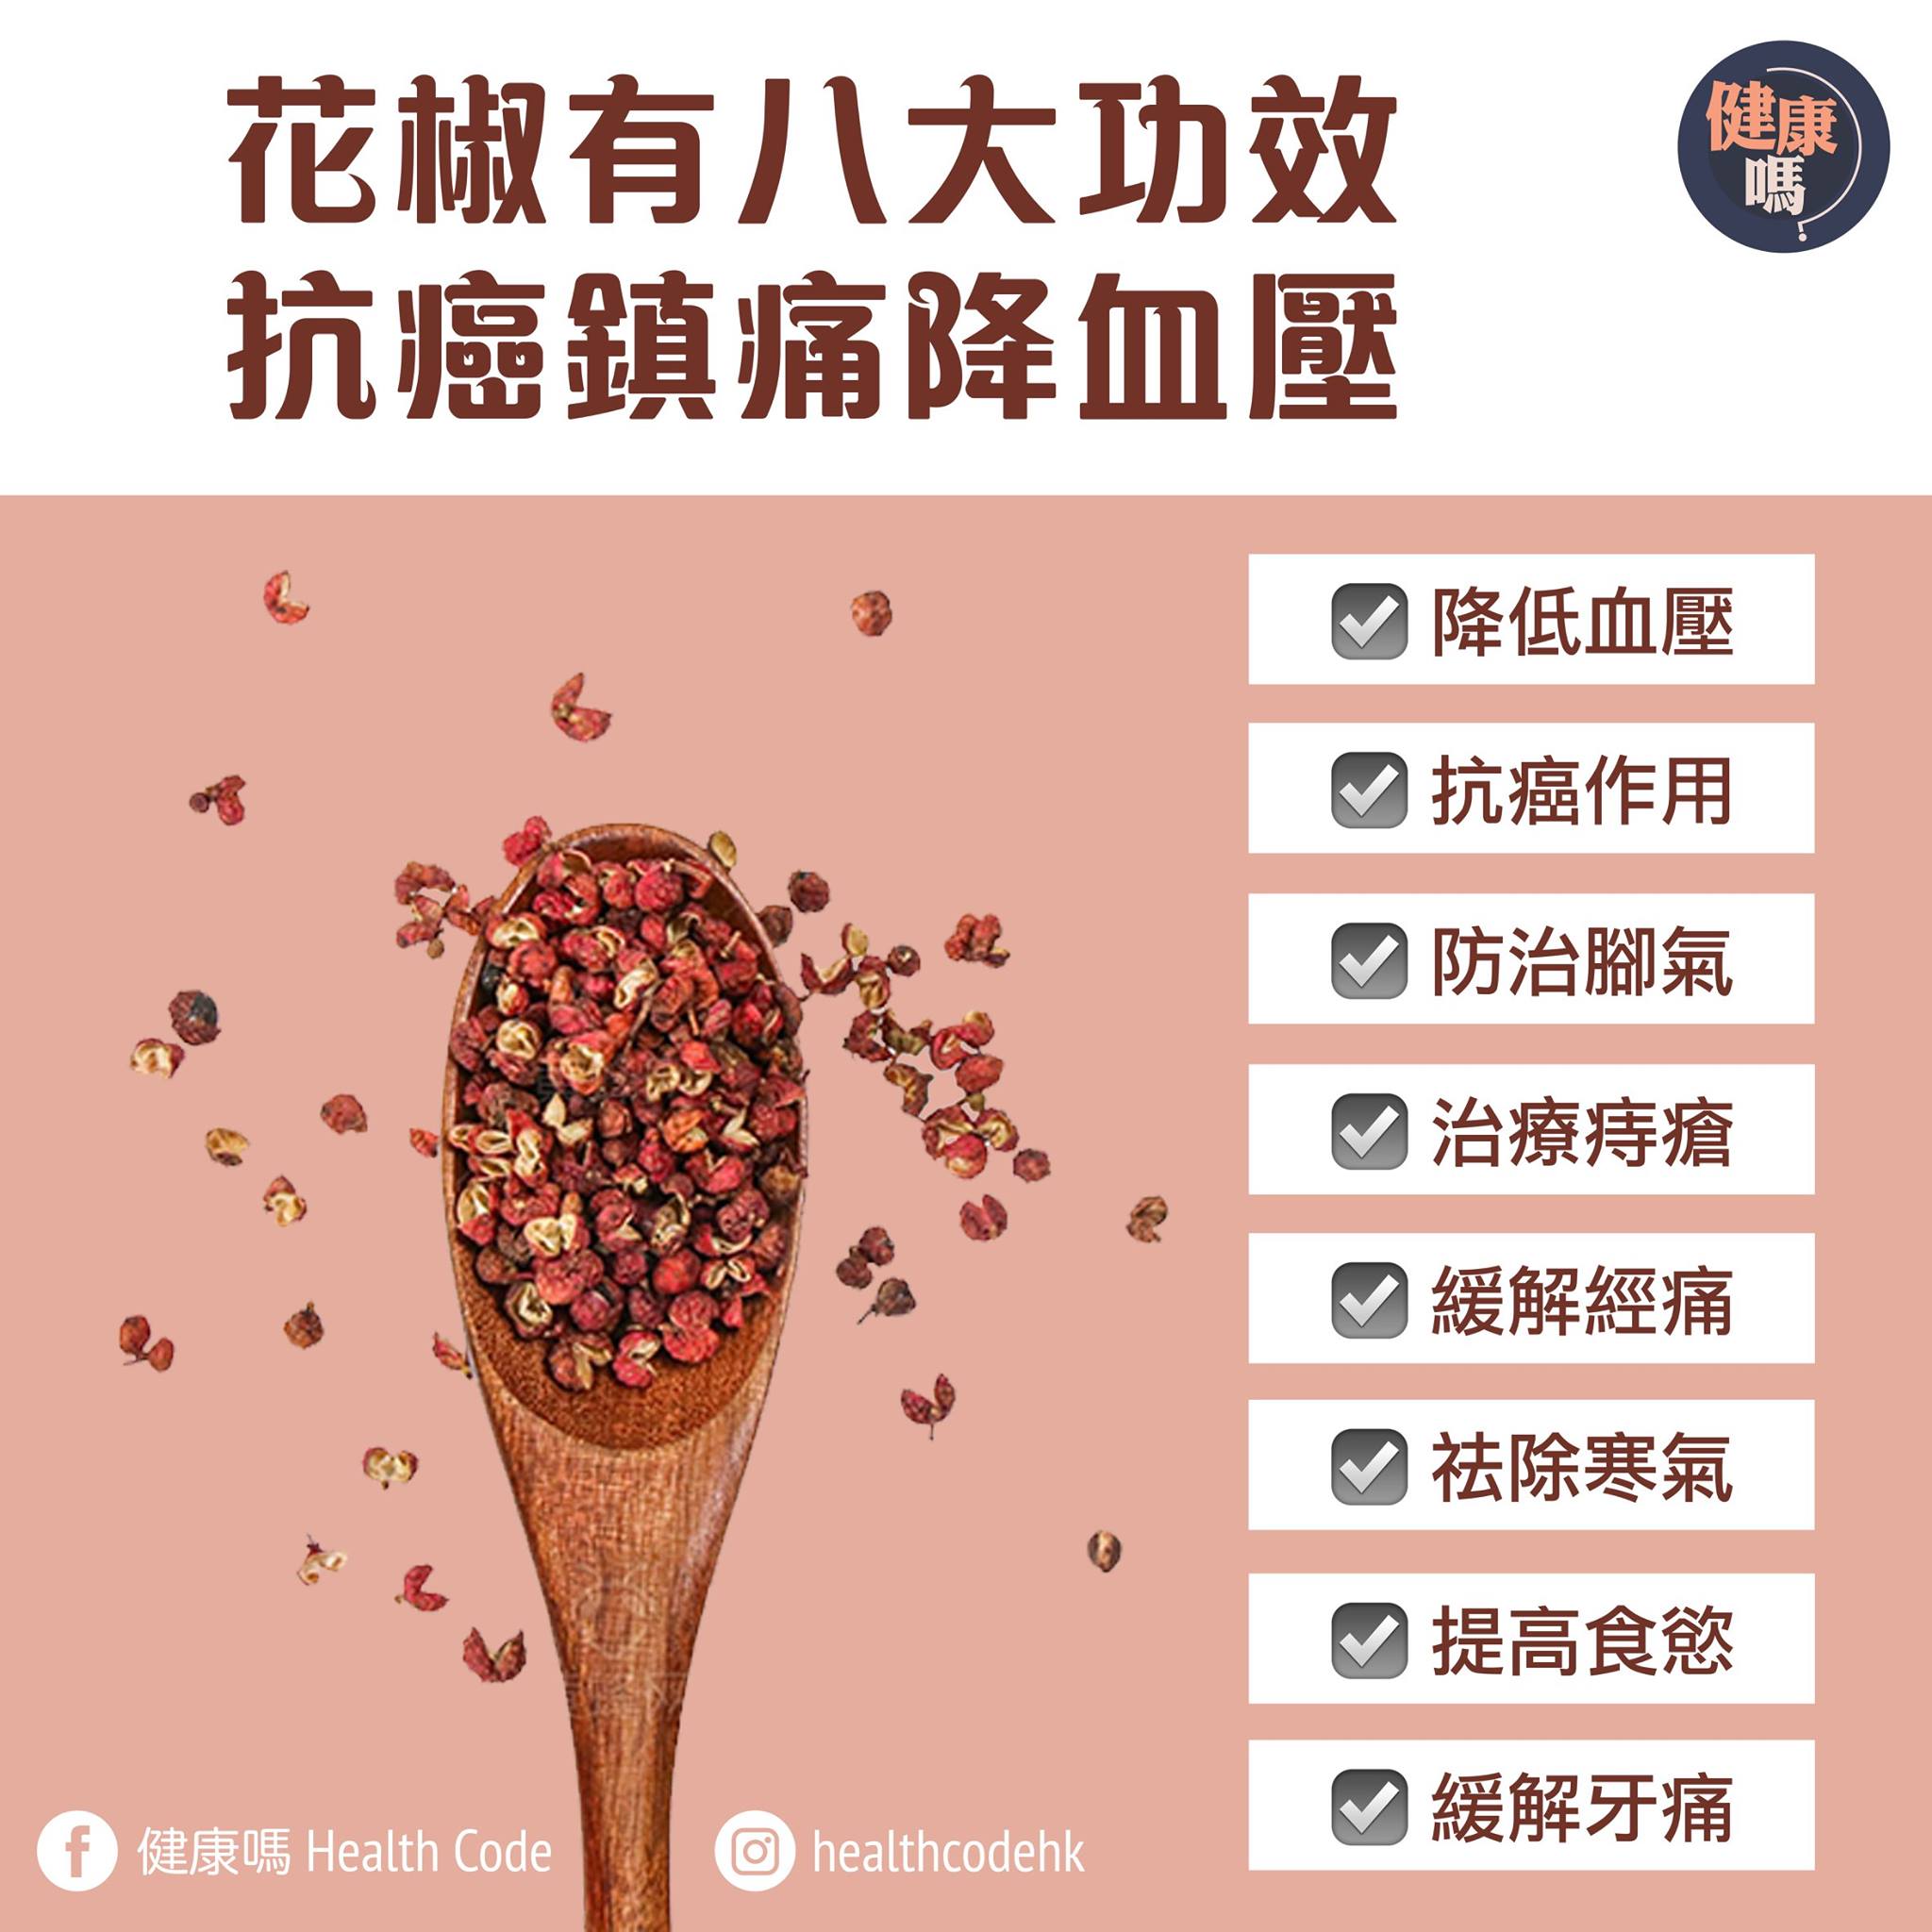 花椒有八大功效
抗癌鎮痛降血壓
健康
嗎
降低血壓
抗癌作用
防治腳氣
治療痔瘡
緩解經痛
祛除寒氣
提高食慾
緩解牙痛
健康嗎 Health Code
healthcodehk